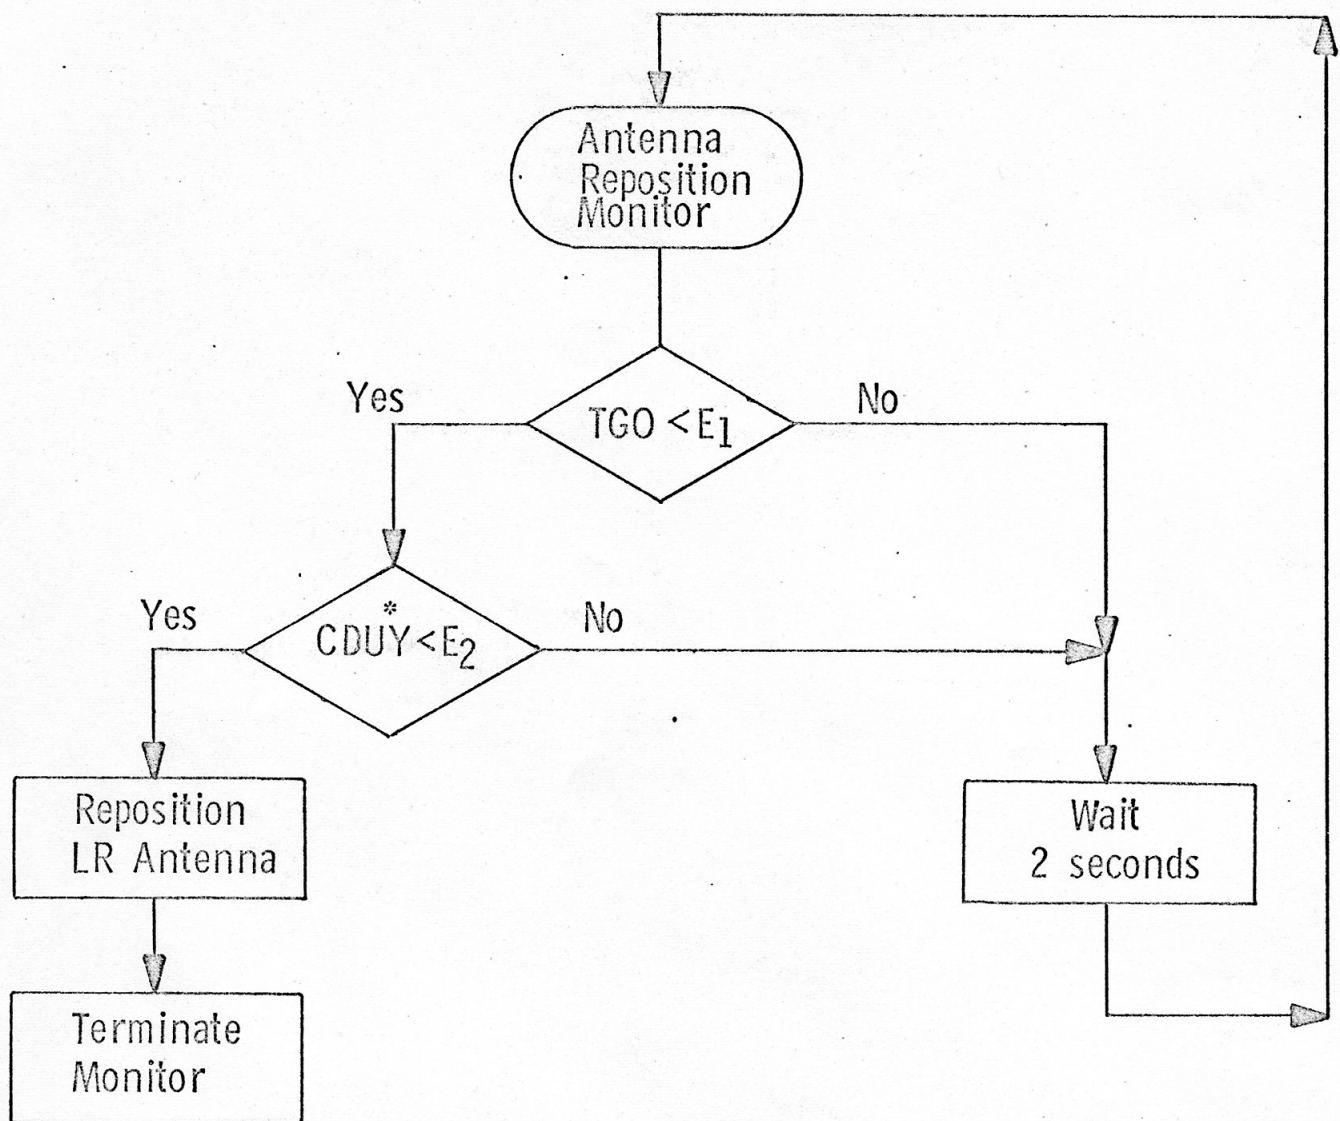 Antenna
Reposition
Monitor
Yes
TGO < E1
No
Yes
*
CDUY < E2
No
Reposition
LR Antenna
Wait
2 seconds
Terminate
Monitor